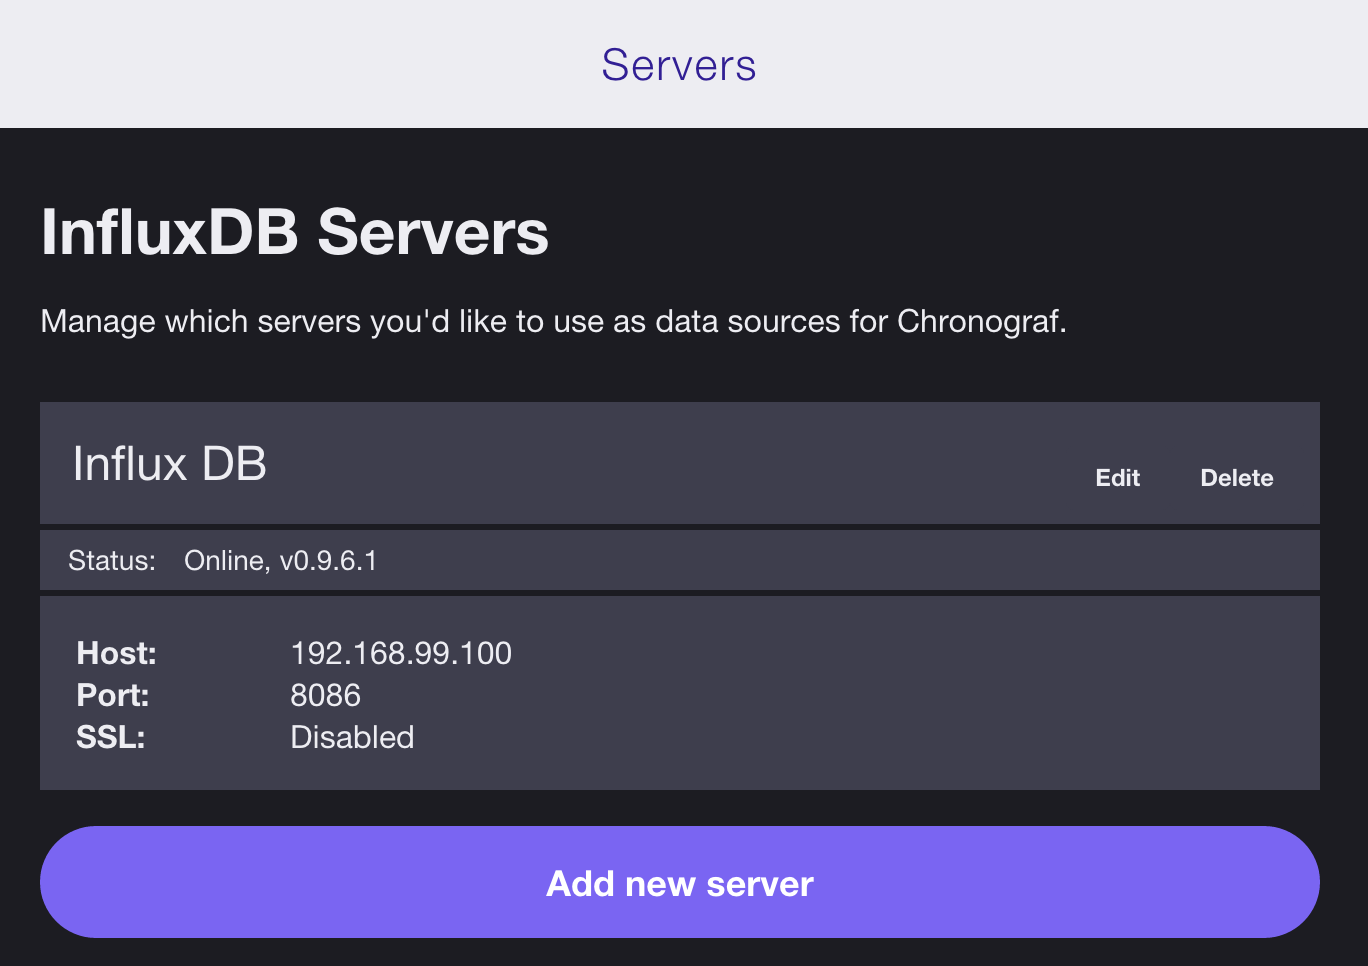 Servers
InfluxDB Servers
Manage which servers you'd like to use as data sources for Chronograf.
Influx DB
Edit Delete
Status: Online, v0.9.6.1
Host: 192.168.99.100
Port: 8086
SSL: Disabled
Add new server